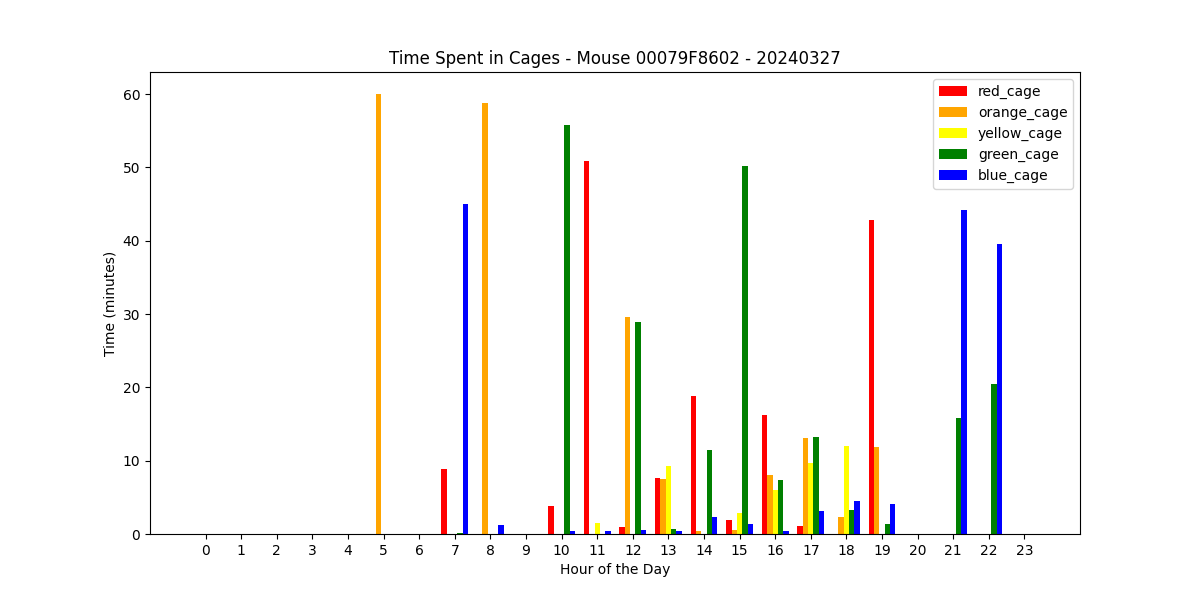 Time Spent in Cages - Mouse 00079F8602 - 20240327
red_cage
orange_cage
yellow_cage
green_cage
blue_cage
60
50
40
30
20
10
0
Time (minutes)
0 1 2 3 4 5 6 7 8 9 10 11 12 13 14 15 16 17 18 19 20 21 22 23
Hour of the Day